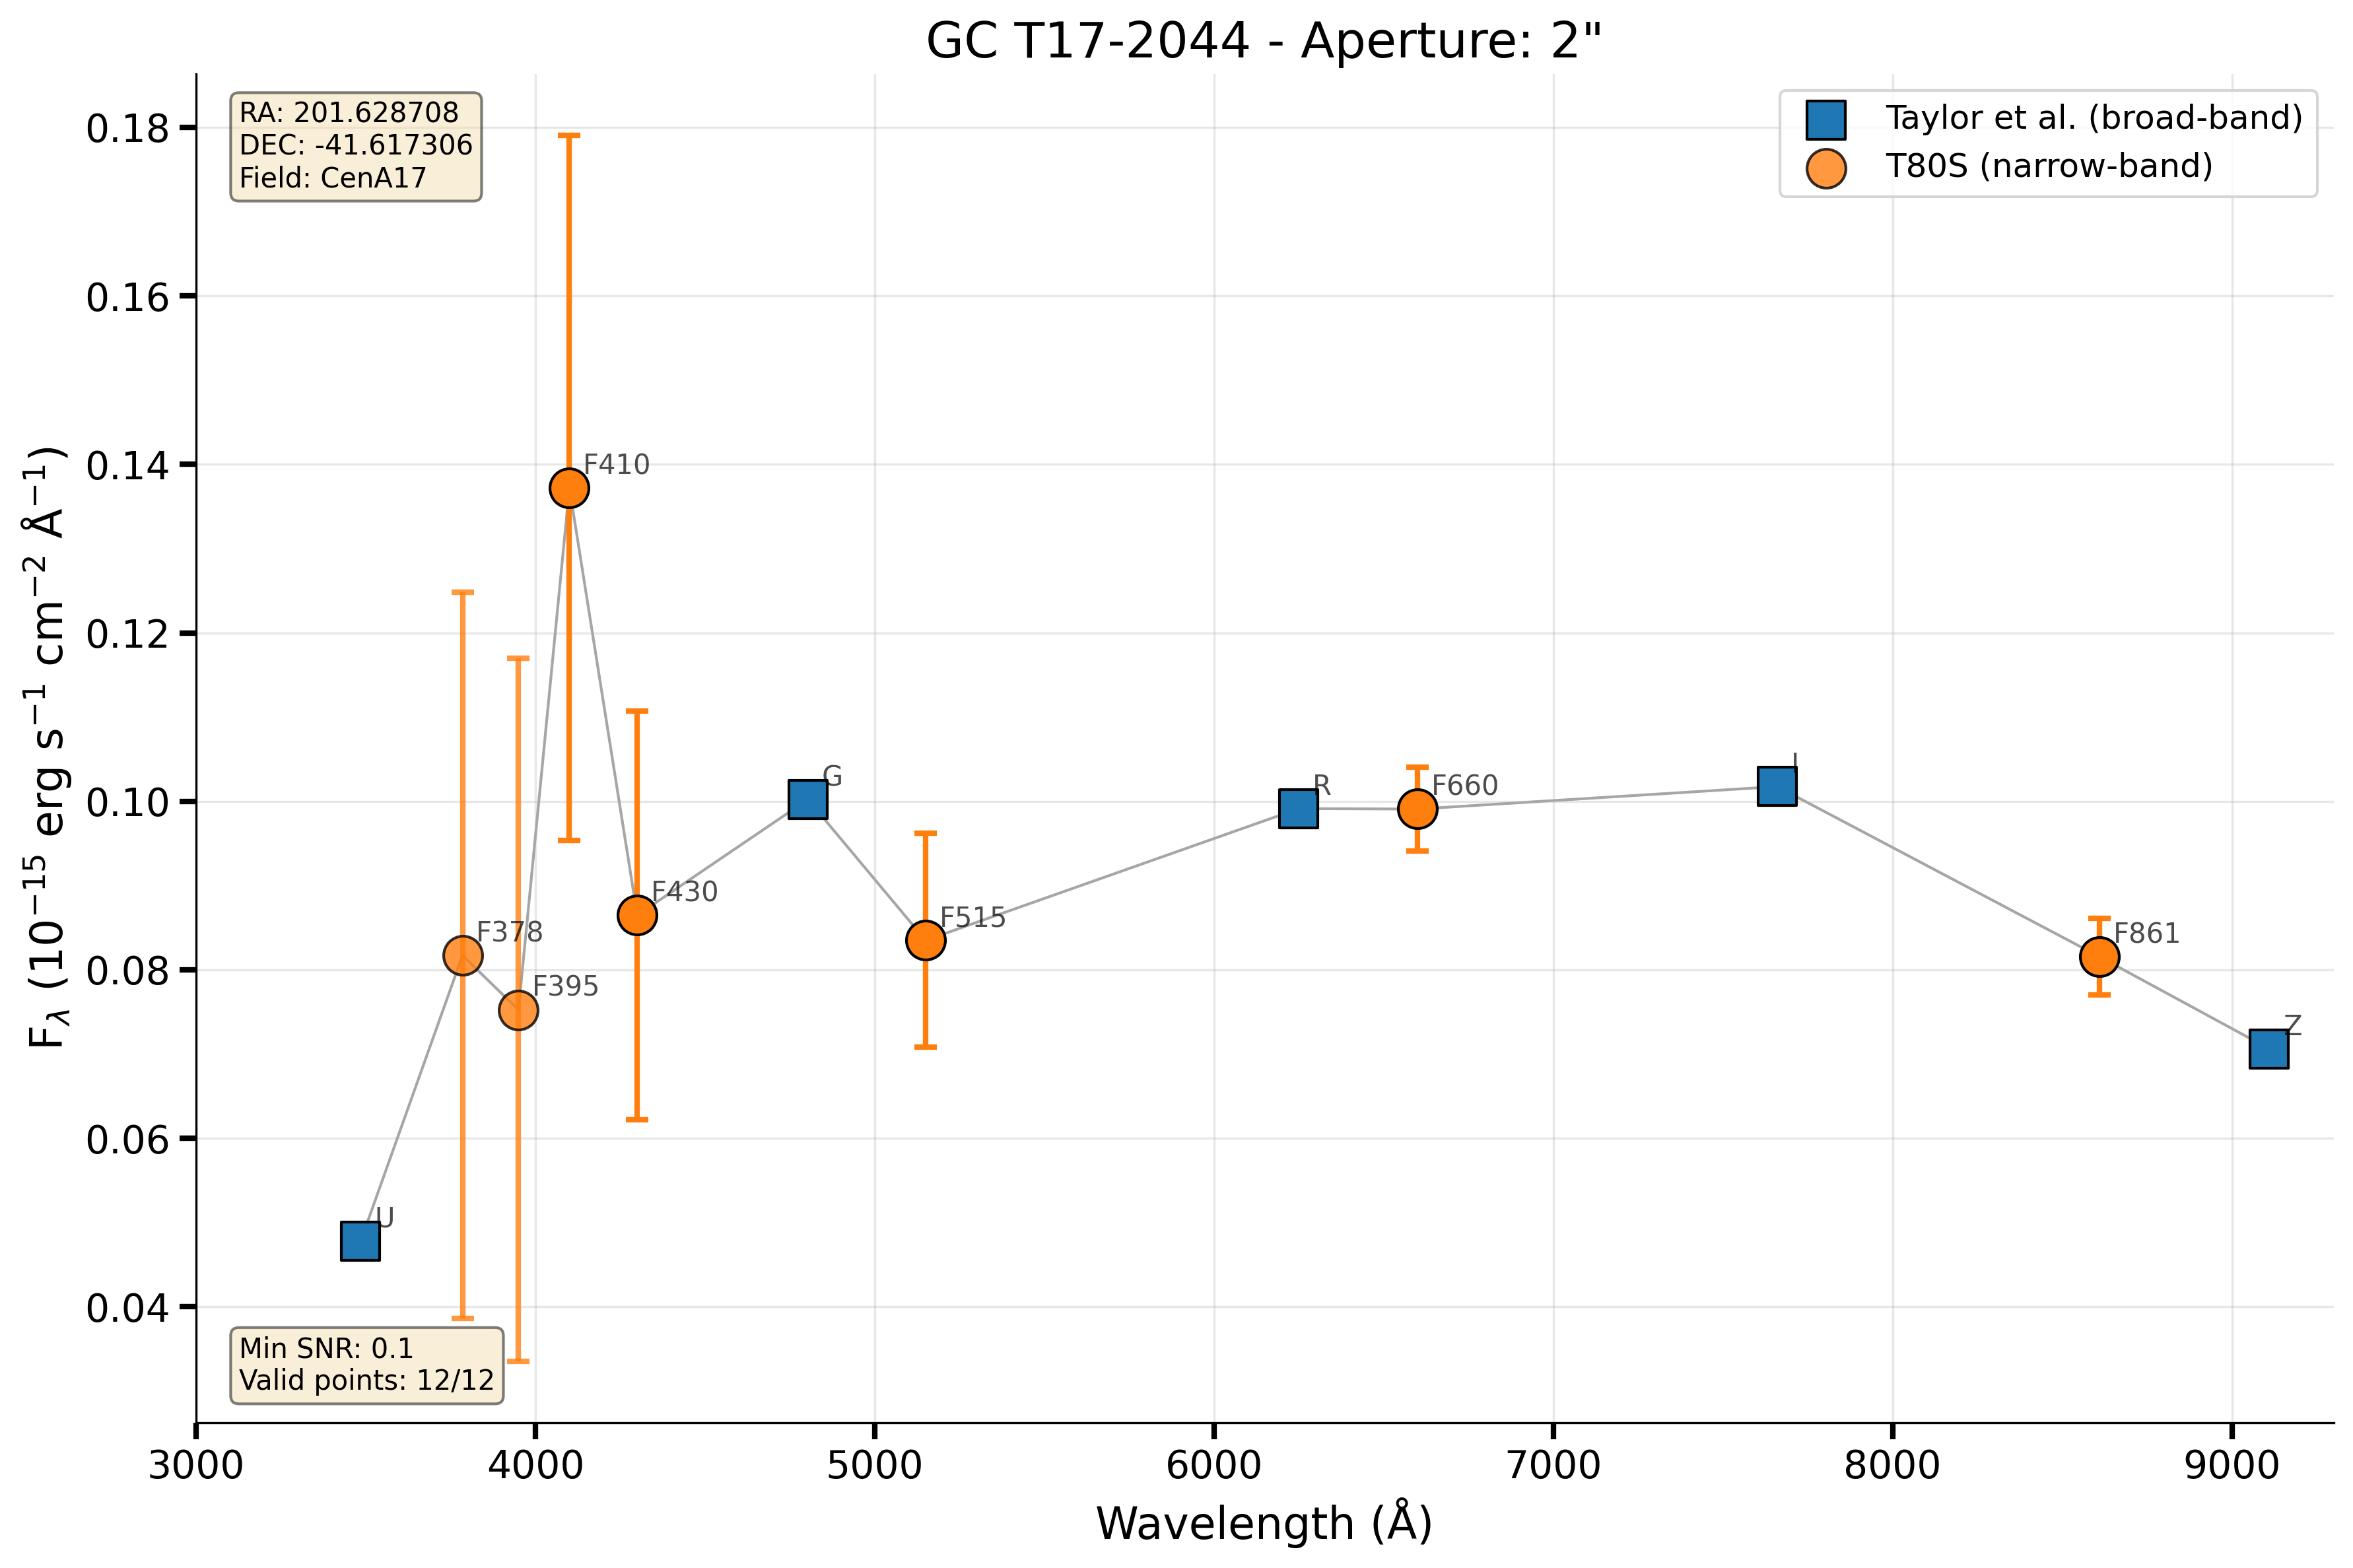 GC T17-2044 - Aperture: 2"
RA: 201.628708
DEC: -41.617306
Field: CenA17
Taylor et al. (broad-band)
T80S (narrow-band)
0.18
0.16
0.14
0.12
0.10
0.08
0.06
0.04
F_λ (10⁻¹⁵ erg s⁻¹ cm⁻² Å⁻¹)
U
F378
F395
F410
F430
G
F515
R
F660
I
F861
Z
Min SNR: 0.1
Valid points: 12/12
3000 4000 5000 6000 7000 8000 9000
Wavelength (Å)